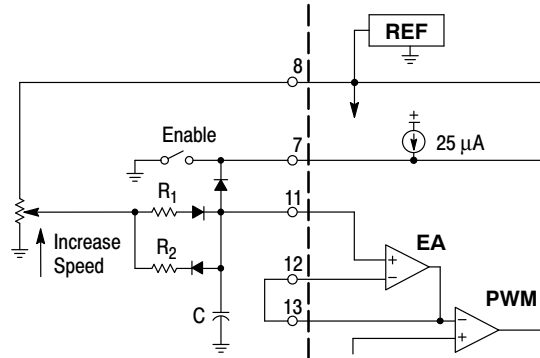 REF
8
Enable
7
25 μA
R1
11
Increase
Speed
R2
EA
12
13
PWM
C
+
−
−
+
+